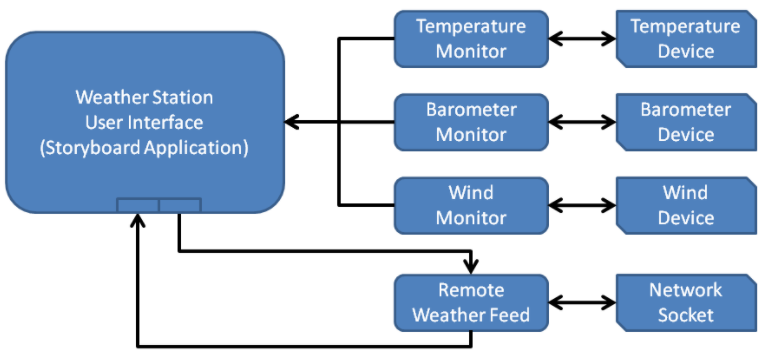 Weather Station
User Interface
(Storyboard Application)
Temperature
Monitor
Temperature
Device
Barometer
Monitor
Barometer
Device
Wind
Monitor
Wind
Device
Remote
Weather Feed
Network
Socket